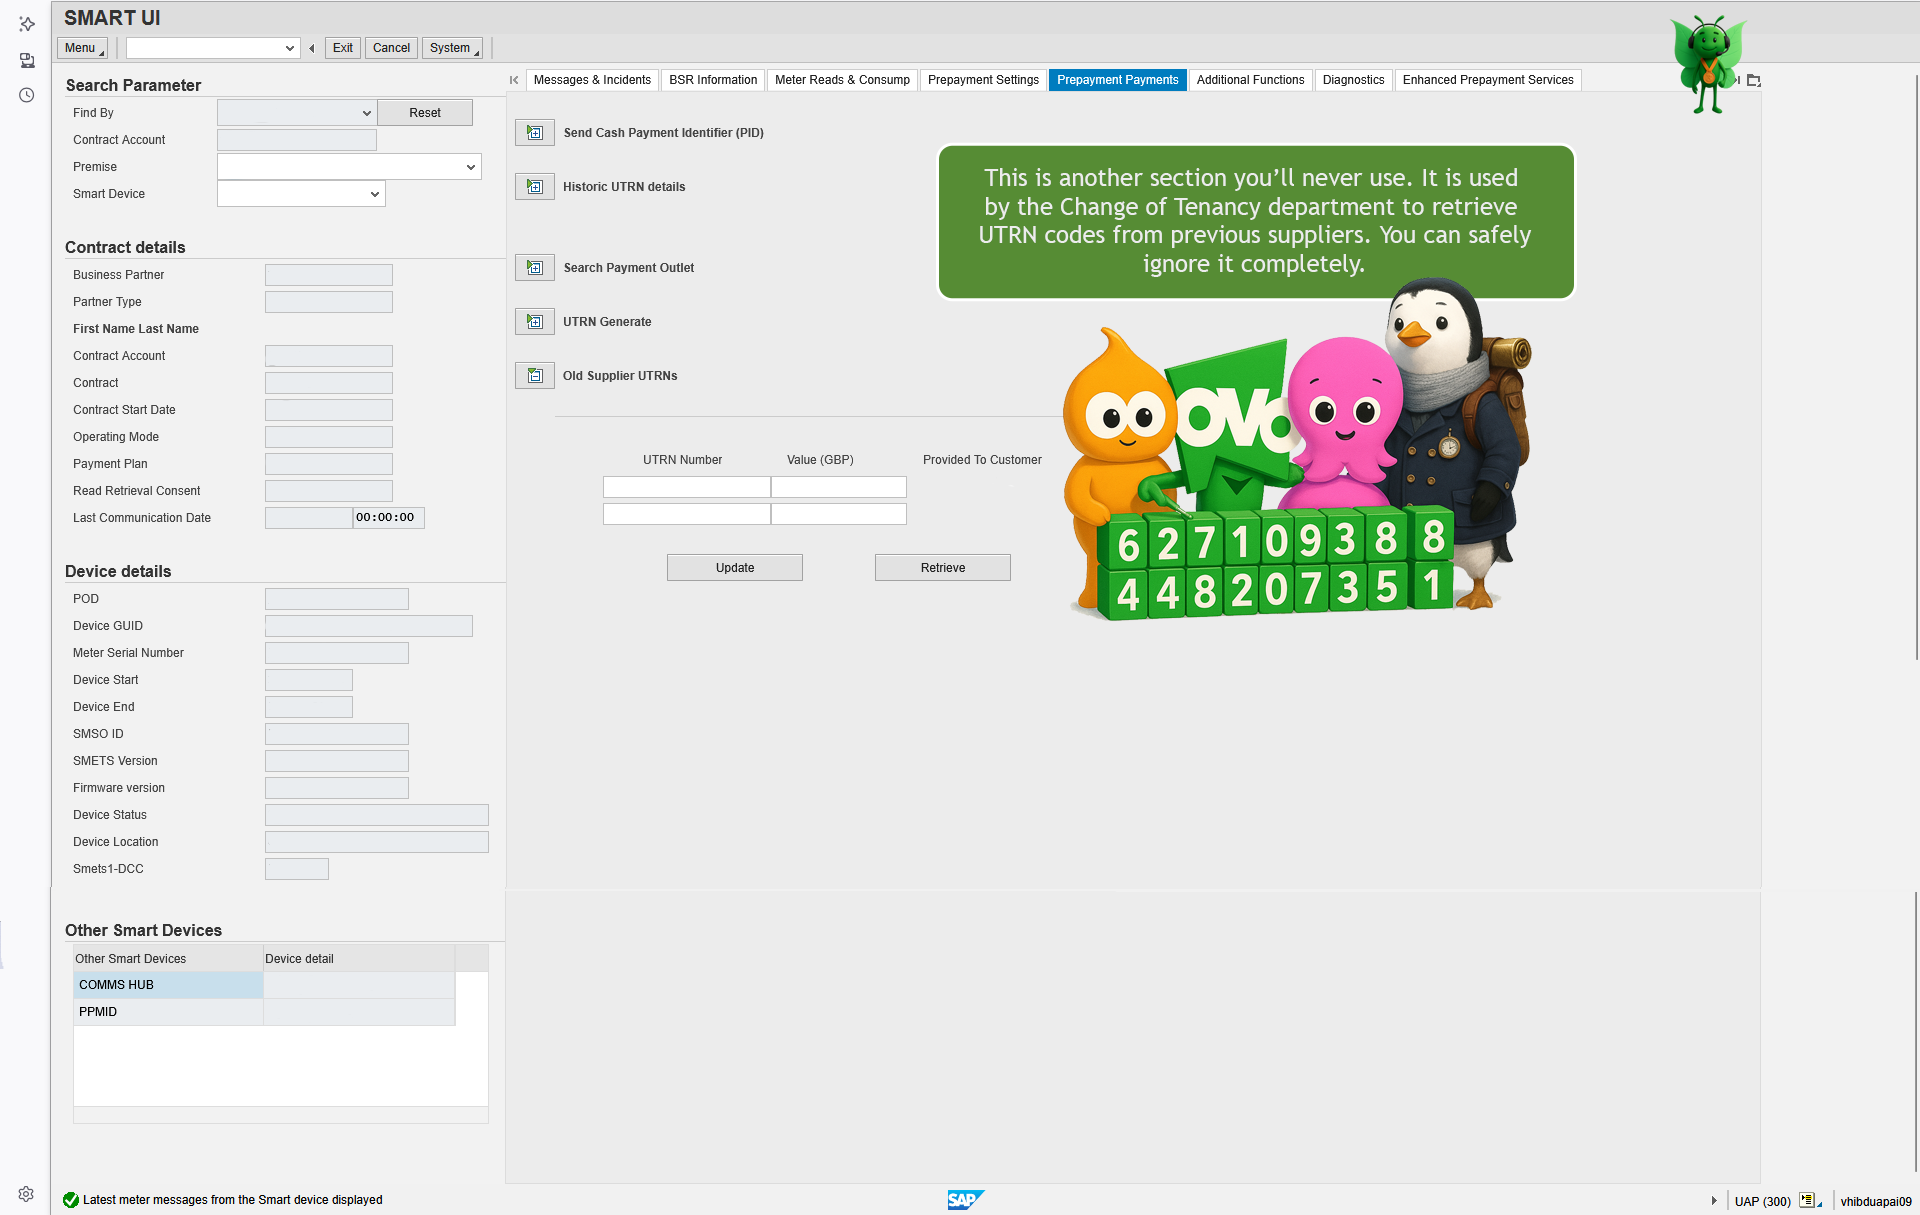 SMART UI
Menu
Exit
Cancel
System
Search Parameter
Find By
Reset
Contract Account
Premise
Smart Device
Contract details
Business Partner
Partner Type
First Name Last Name
Contract Account
Contract
Contract Start Date
Operating Mode
Payment Plan
Read Retrieval Consent
Last Communication Date
00:00:00
Device details
POD
Device GUID
Meter Serial Number
Device Start
Device End
SMSO ID
SMETS Version
Firmware version
Device Status
Device Location
Smets1-DCC
Other Smart Devices
Other Smart Devices
Device detail
COMMS HUB
PPMID
Messages & Incidents
BSR Information
Meter Reads & Consump
Prepayment Settings
Prepayment Payments
Additional Functions
Diagnostics
Enhanced Prepayment Services
Send Cash Payment Identifier (PID)
Historic UTRN details
Search Payment Outlet
UTRN Generate
Old Supplier UTRNs
UTRN Number
Value (GBP)
Provided To Customer
Update
Retrieve
This is another section you’ll never use. It is used
by the Change of Tenancy department to retrieve
UTRN codes from previous suppliers. You can safely
ignore it completely.
OVO
6 2 7 1 0 9 3 8 8
4 4 8 2 0 7 3 5 1
Latest meter messages from the Smart device displayed
SAP
UAP (300)
vhibduapai09